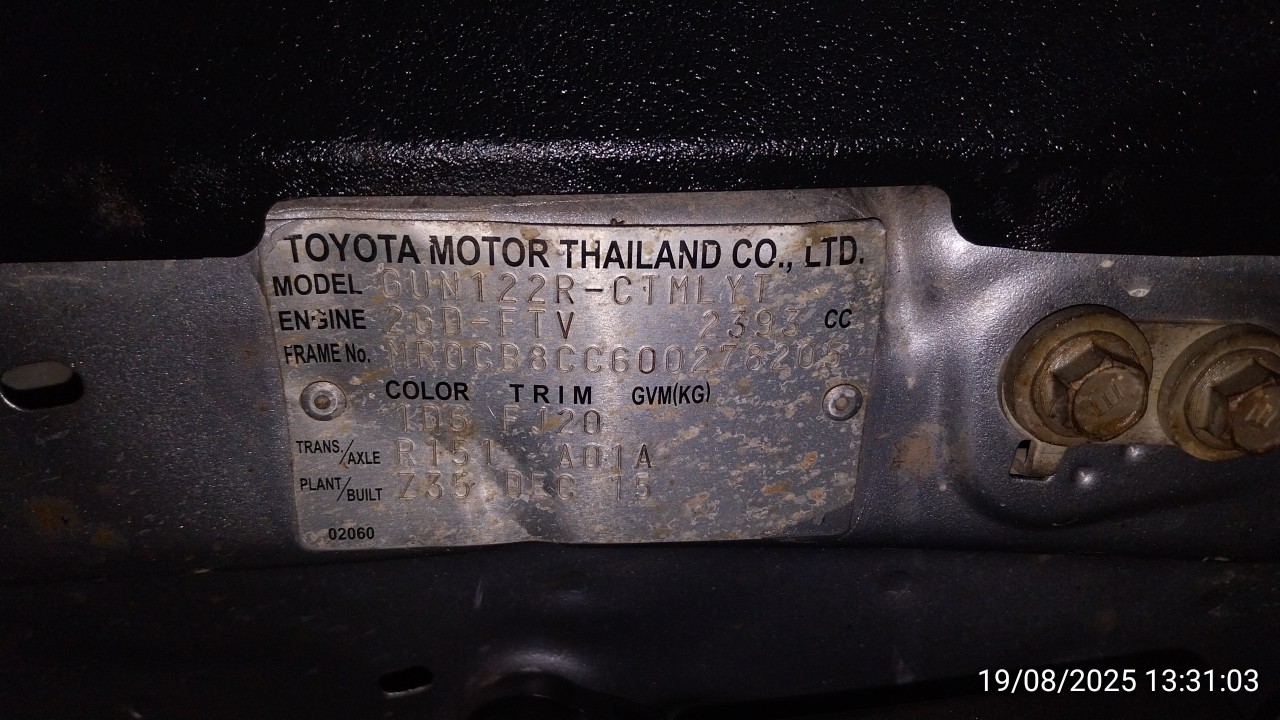 TOYOTA MOTOR THAILAND CO., LTD.
MODEL GUN122R-CTMLYT
ENGINE 2GD-FTV 2393 CC
FRAME No.
COLOR TRIM GVM(KG)
1D6 FJ20
TRANS./AXLE R151 A01A
PLANT/BUILT Z35 DEC 15
02060
19/08/2025 13:31:03